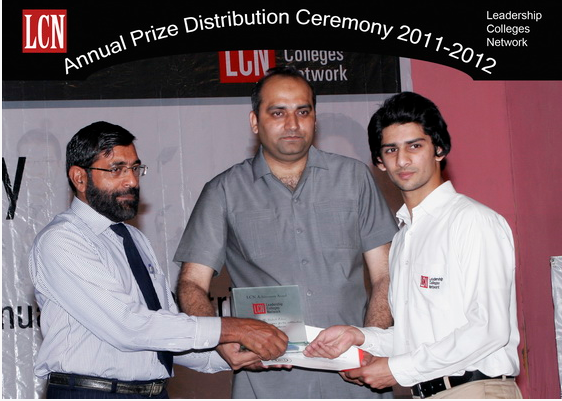 LCN
Annual Prize Distribution Ceremony 2011-2012
Leadership
Colleges
Network
LCN
Colleges
Network
y
nu
LCN
Leadership
Colleges
Network
LCN
Leadership
Colleges
Network